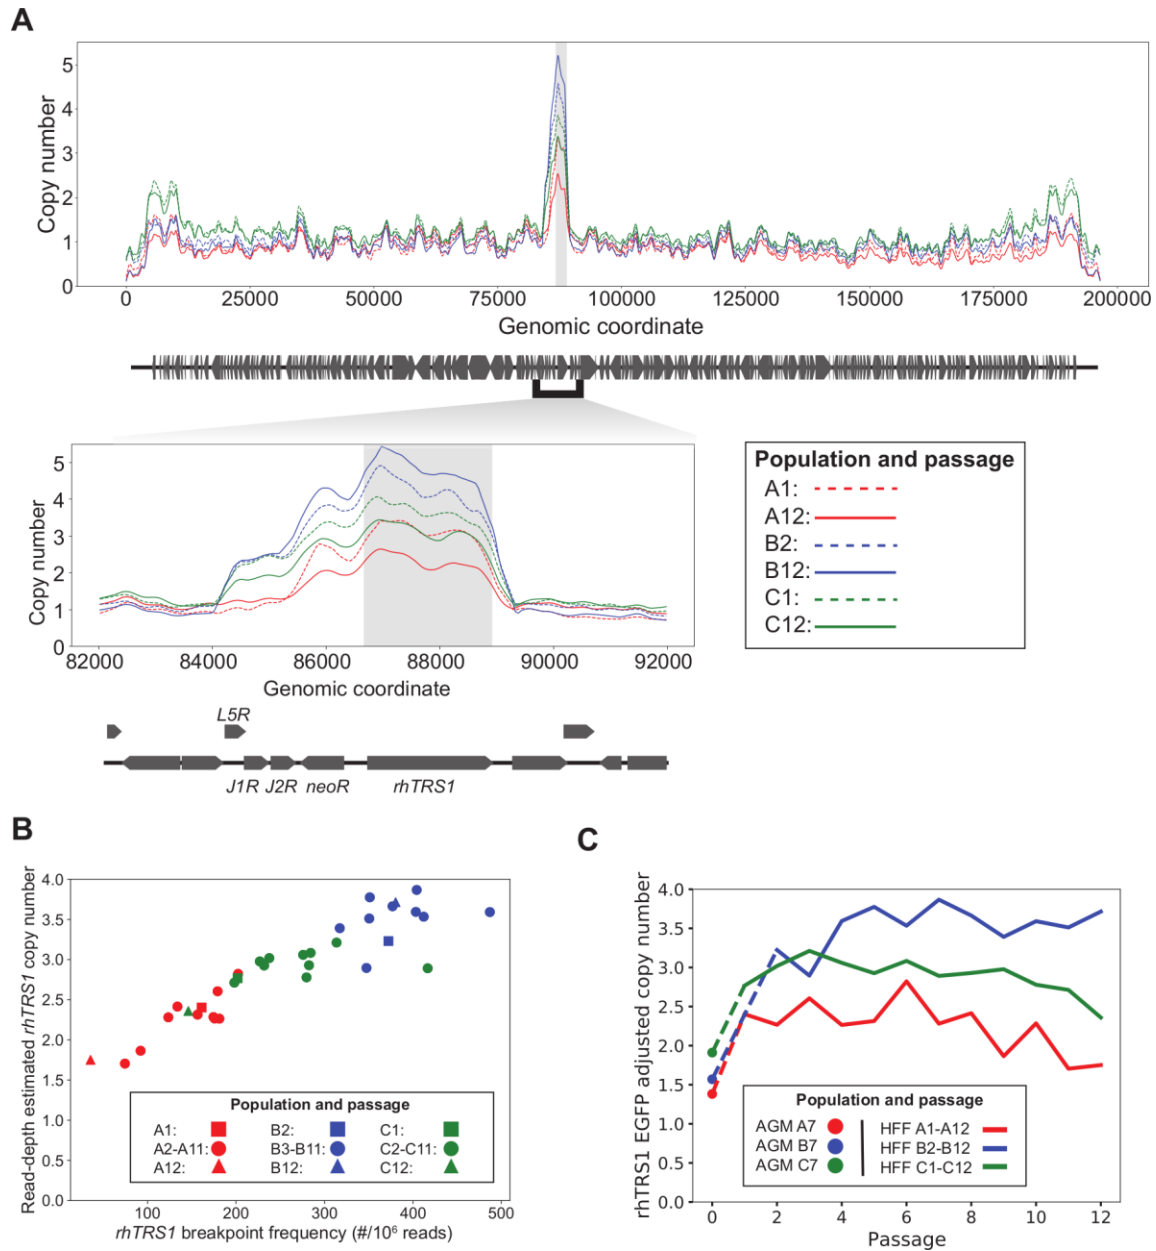 A
Copy number
5
4
3
2
1
0
0 25000 50000 75000 100000 125000 150000 175000 200000
Genomic coordinate
Copy number
5
4
3
2
1
0
82000 84000 86000 88000 90000 92000
Genomic coordinate
Population and passage
A1:
A12:
B2:
B12:
C1:
C12:
L5R
J1R J2R neoR rhTRS1
B
Read-depth estimated rhTRS1 copy number
4.0
3.5
3.0
2.5
2.0
1.5
1.0
0.5
0.0
100 200 300 400 500
rhTRS1 breakpoint frequency (#/10⁶ reads)
Population and passage
A1: B2: C1:
A2-A11: B3-B11: C2-C11:
A12: B12: C12:
C
rhTRS1 EGFP adjusted copy number
4.0
3.5
3.0
2.5
2.0
1.5
1.0
0.5
0.0
0 2 4 6 8 10 12
Passage
Population and passage
AGM A7 HFF A1-A12
AGM B7 HFF B2-B12
AGM C7 HFF C1-C12